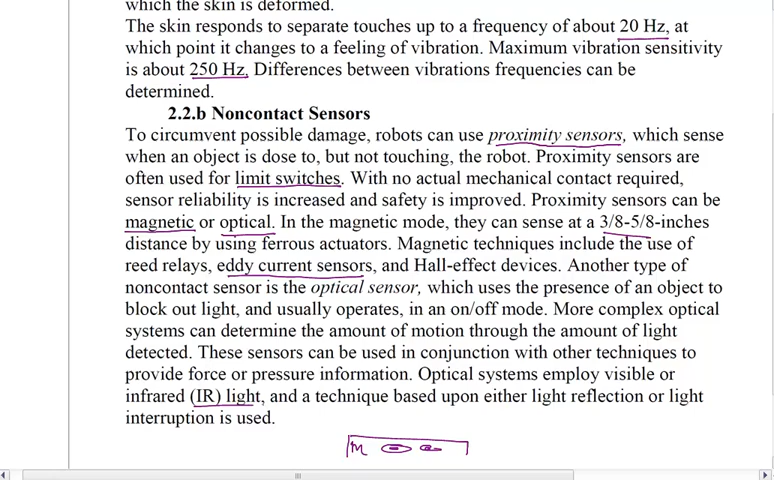 which the skin is deformed.
The skin responds to separate touches up to a frequency of about 20 Hz, at
which point it changes to a feeling of vibration. Maximum vibration sensitivity
is about 250 Hz. Differences between vibrations frequencies can be
determined.
2.2.b Noncontact Sensors
To circumvent possible damage, robots can use proximity sensors, which sense
when an object is dose to, but not touching, the robot. Proximity sensors are
often used for limit switches. With no actual mechanical contact required,
sensor reliability is increased and safety is improved. Proximity sensors can be
magnetic or optical. In the magnetic mode, they can sense at a 3/8-5/8-inches
distance by using ferrous actuators. Magnetic techniques include the use of
reed relays, eddy current sensors, and Hall-effect devices. Another type of
noncontact sensor is the optical sensor, which uses the presence of an object to
block out light, and usually operates, in an on/off mode. More complex optical
systems can determine the amount of motion through the amount of light
detected. These sensors can be used in conjunction with other techniques to
provide force or pressure information. Optical systems employ visible or
infrared (IR) light, and a technique based upon either light reflection or light
interruption is used.